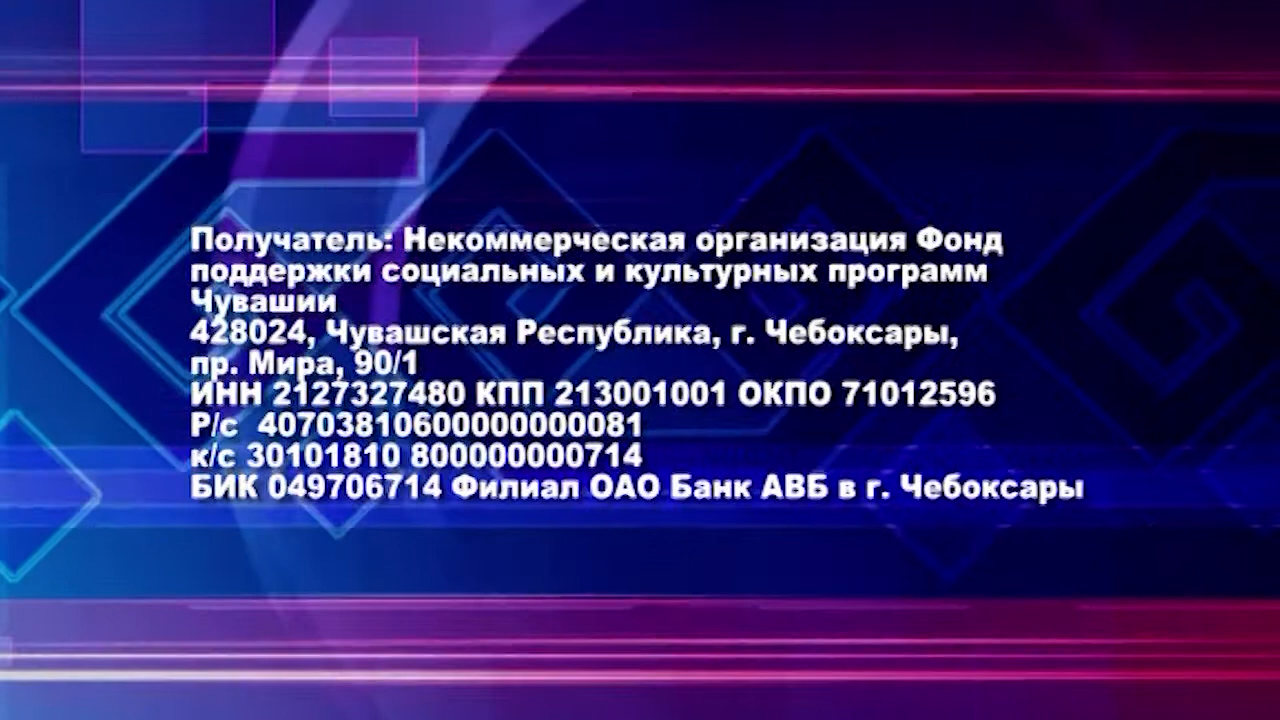 Получатель: Некоммерческая организация Фонд
поддержки социальных и культурных программ
Чувашии
428024, Чувашская Республика, г. Чебоксары,
пр. Мира, 90/1
ИНН 2127327480 КПП 213001001 ОКПО 71012596
Р/с  40703810600000000081
к/с 30101810 800000000714
БИК 049706714 Филиал ОАО Банк АВБ в г. Чебоксары